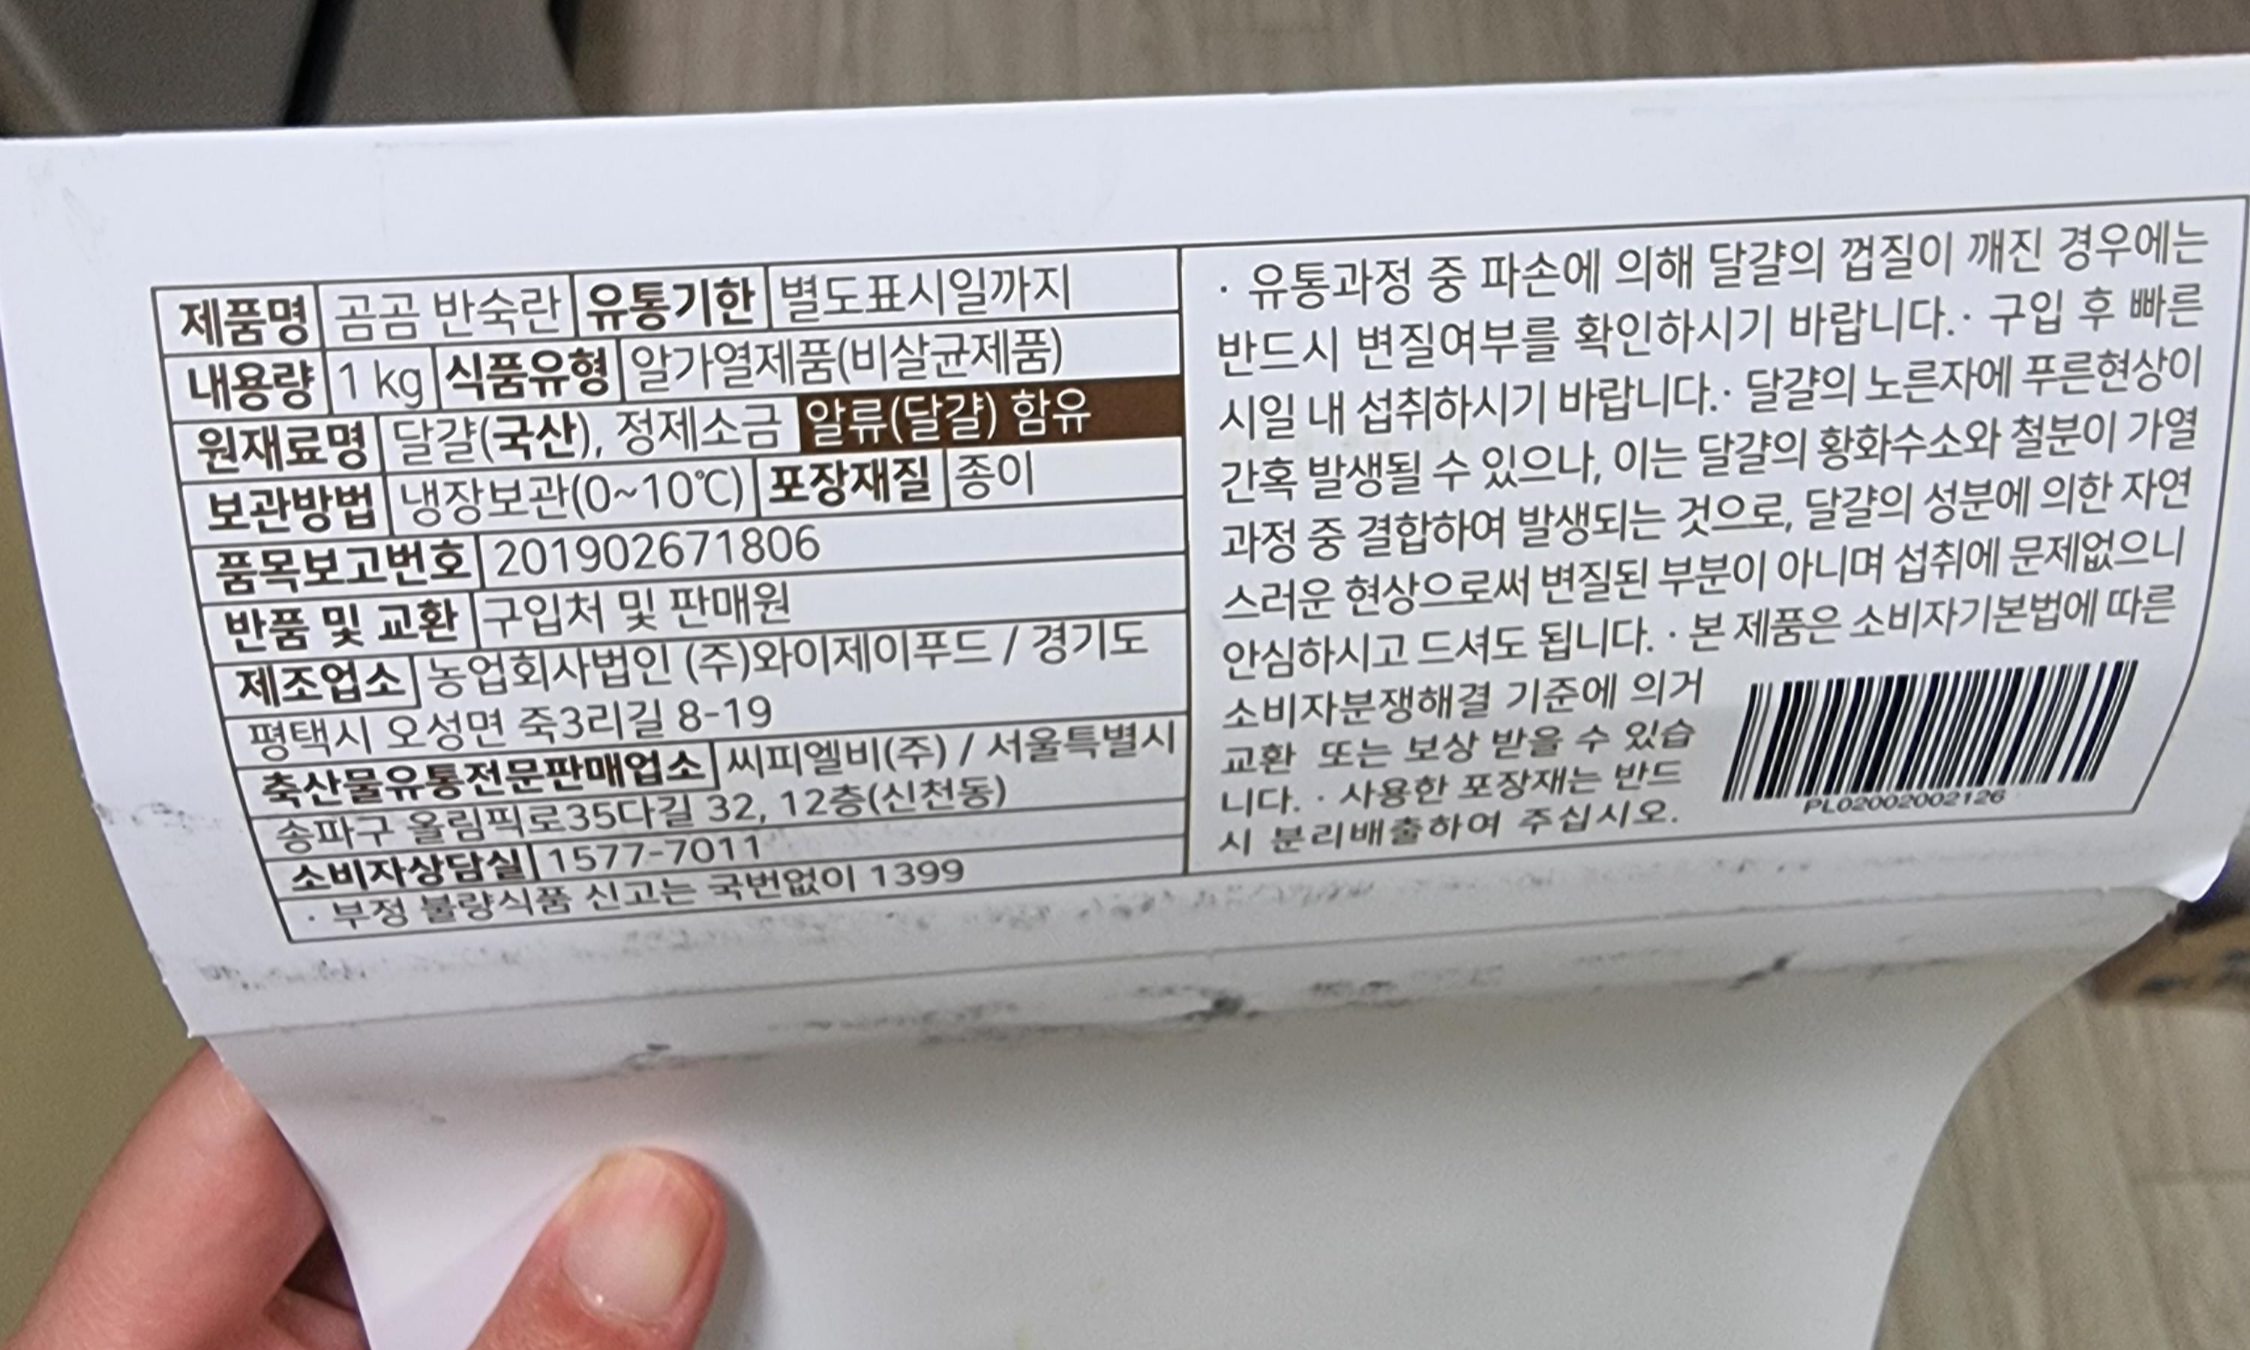 제품명 곰곰 반숙란 유통기한 별도표시일까지
내용량 1 kg 식품유형 알가열제품(비살균제품)
원재료명 달걀(국산), 정제소금 알류(달걀) 함유
보관방법 냉장보관(0~10℃) 포장재질 종이
품목보고번호 201902671806
반품 및 교환 구입처 및 판매원
제조업소 농업회사법인 (주)와이제이푸드 / 경기도
평택시 오성면 죽3리길 8-19
축산물유통전문판매업소 씨피엘비(주) / 서울특별시
송파구 올림픽로35다길 32, 12층(신천동)
소비자상담실 1577-7011
· 부정 불량식품 신고는 국번없이 1399
· 유통과정 중 파손에 의해 달걀의 껍질이 깨진 경우에는
반드시 변질여부를 확인하시기 바랍니다.· 구입 후 빠른
시일 내 섭취하시기 바랍니다.· 달걀의 노른자에 푸른현상이
간혹 발생될 수 있으나, 이는 달걀의 황화수소와 철분이 가열
과정 중 결합하여 발생되는 것으로, 달걀의 성분에 의한 자연
스러운 현상으로써 변질된 부분이 아니며 섭취에 문제없으니
안심하시고 드셔도 됩니다. · 본 제품은 소비자기본법에 따른
소비자분쟁해결 기준에 의거
교환 또는 보상 받을 수 있습
니다. · 사용한 포장재는 반드
시 분리배출하여 주십시오.
PL02002002126